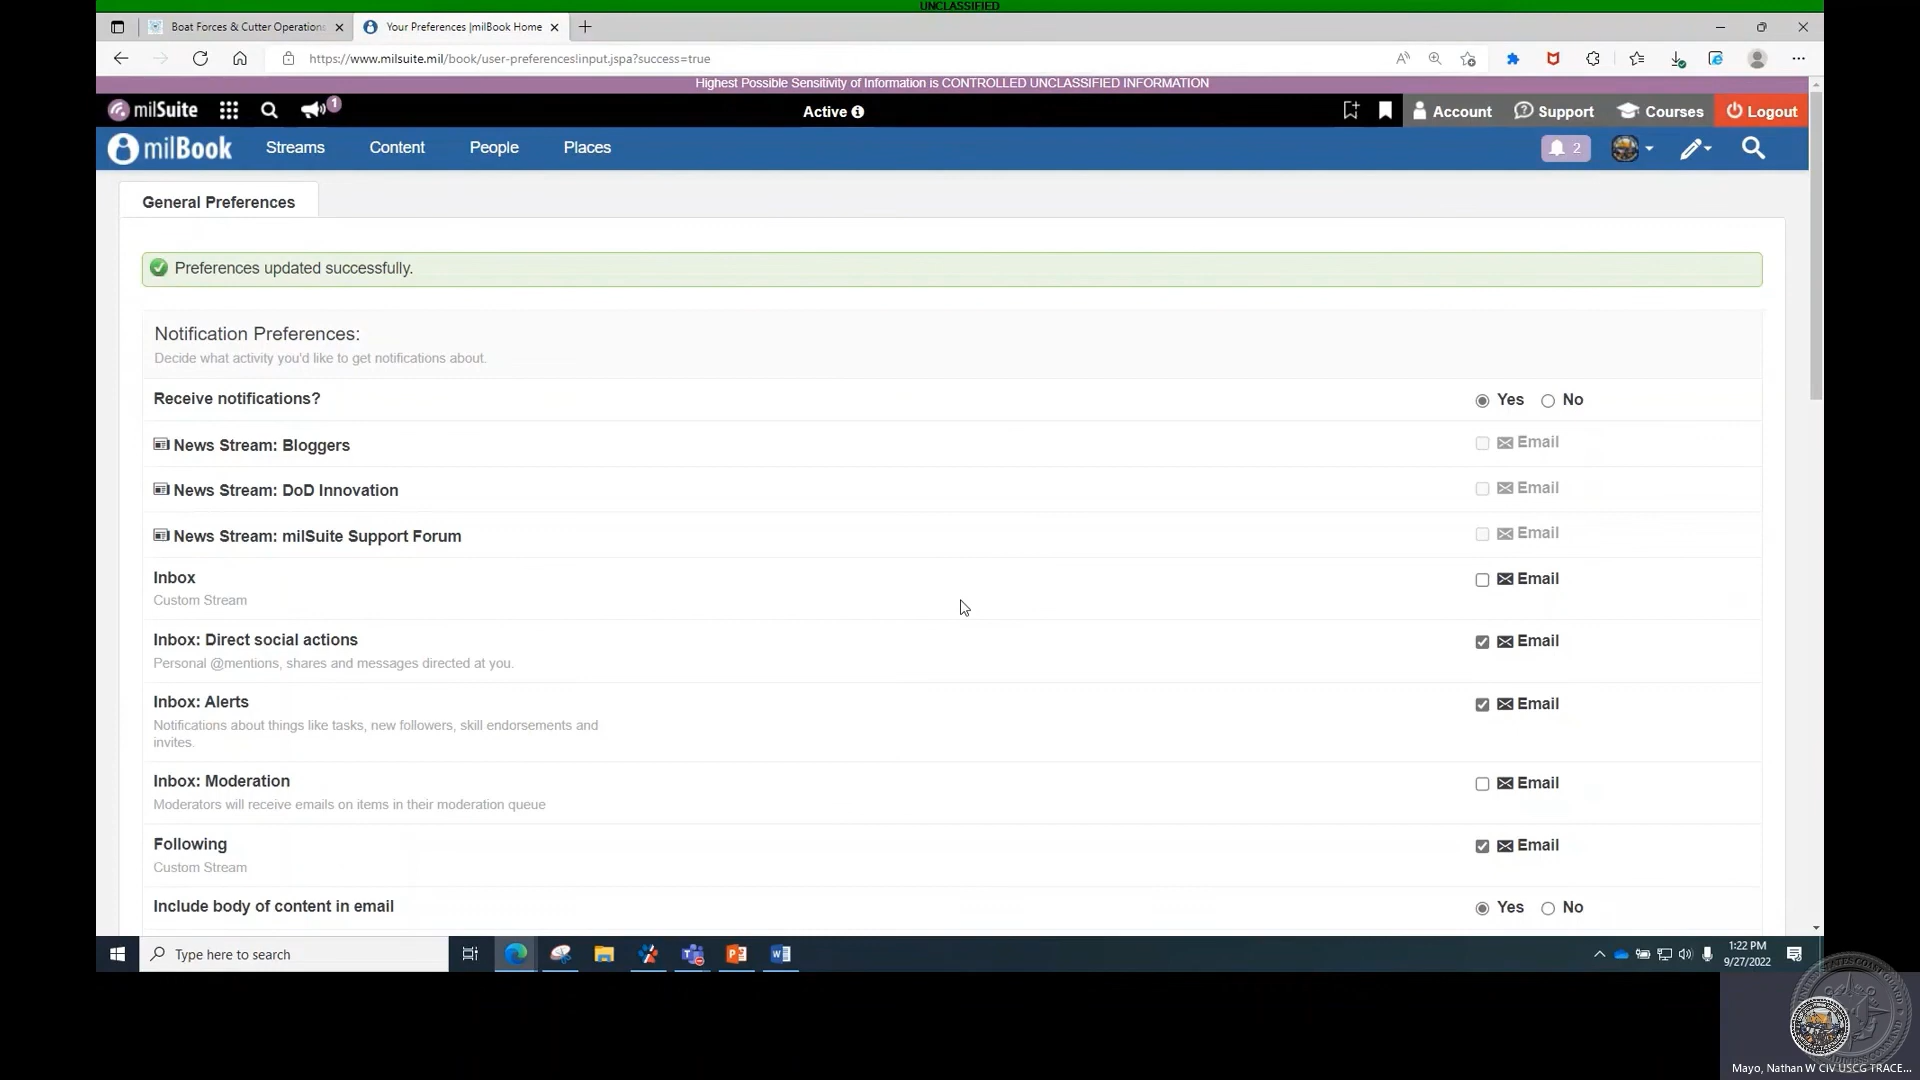 UNCLASSIFIED
Boat Forces & Cutter Operations
Your Preferences |milBook Home
https://www.milsuite.mil/book/user-preferences!input.jspa?success=true
Highest Possible Sensitivity of Information is CONTROLLED UNCLASSIFIED INFORMATION
milSuite
1
Active
Account
Support
Courses
Logout
milBook
Streams
Content
People
Places
2
General Preferences
Preferences updated successfully.
Notification Preferences:
Decide what activity you'd like to get notifications about.
Receive notifications?
Yes
No
News Stream: Bloggers
Email
News Stream: DoD Innovation
Email
News Stream: milSuite Support Forum
Email
Inbox
Email
Custom Stream
Inbox: Direct social actions
Email
Personal @mentions, shares and messages directed at you.
Inbox: Alerts
Email
Notifications about things like tasks, new followers, skill endorsements and
invites.
Inbox: Moderation
Email
Moderators will receive emails on items in their moderation queue
Following
Email
Custom Stream
Include body of content in email
Yes
No
Type here to search
1:22 PM
9/27/2022
Mayo, Nathan W CIV USCG TRACE...